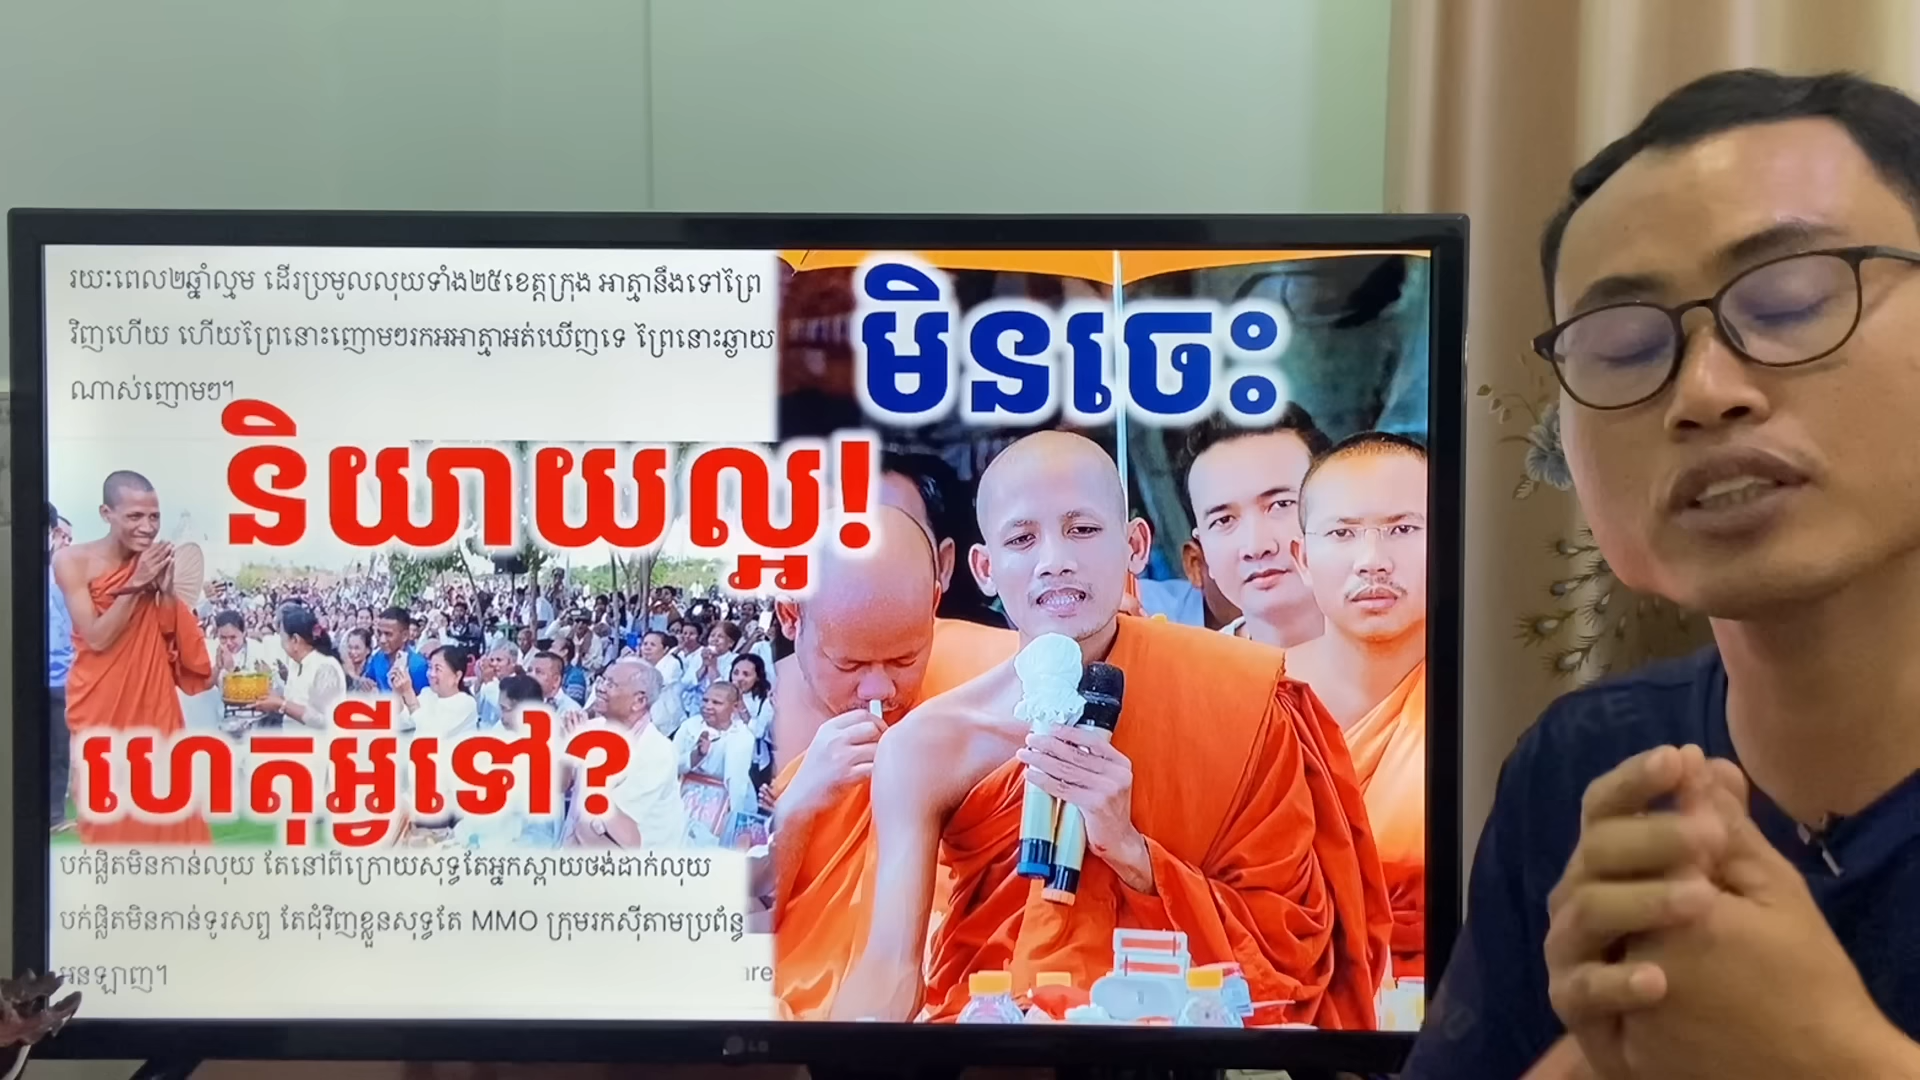 រយៈពេល២ឆ្នាំល្មម ដើរប្រមូលលុយទាំង២៥ខេត្តក្រុង អាត្មានឹងទៅព្រៃ
វិញហើយ ហើយព្រៃនោះញោមៗរកអអាត្មាអត់ឃើញទេ ព្រៃនោះឆ្ងាយ
ណាស់ញោមៗ។
មិនចេះ
និយាយល្អ!
ហេតុអ្វីទៅ?
បក់ផ្លិតមិនកាន់លុយ តែនៅពីក្រោយសុទ្ធតែអ្នកស្ពាយថង់ដាក់លុយ
បក់ផ្លិតមិនកាន់ទូរសព្ទ តែជុំវិញខ្លួនសុទ្ធតែ MMO ក្រុមរកស៊ីតាមប្រព័ន្ធ
អនឡាញ។
LG